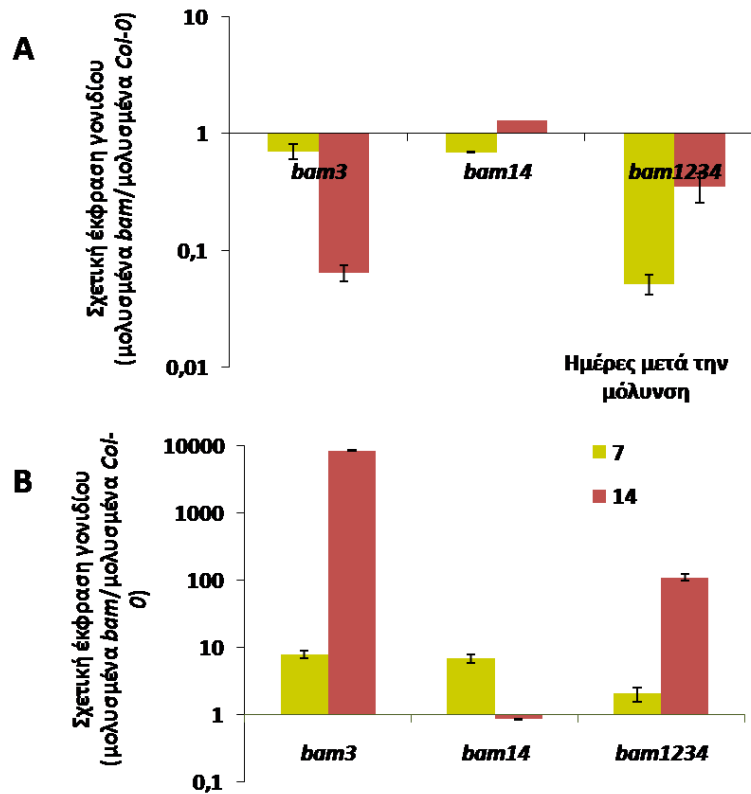 A
Σχετική έκφραση γονιδίου
(μολυσμένα bam/μολυσμένα Col-0)
10
1
0,1
0,01
bam3
bam14
bam1234
Ημέρες μετά την
μόλυνση
7
14
B
Σχετική έκφραση γονιδίου
(μολυσμένα bam/μολυσμένα Col-
0)
10000
1000
100
10
1
0,1
bam3
bam14
bam1234